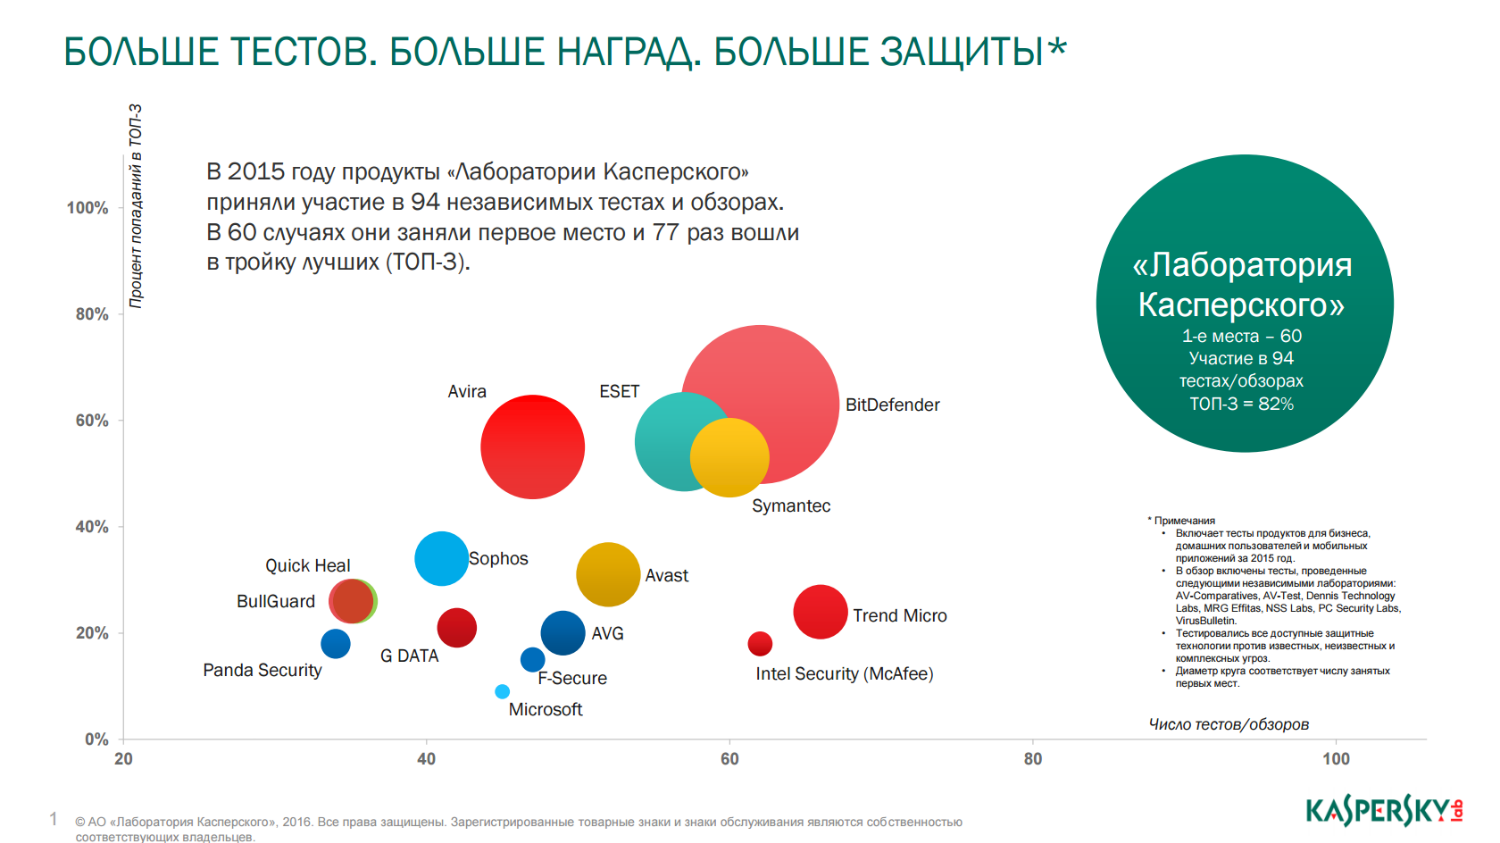 БОЛЬШЕ ТЕСТОВ. БОЛЬШЕ НАГРАД. БОЛЬШЕ ЗАЩИТЫ*
Процент попаданий в ТОП-3
В 2015 году продукты «Лаборатории Касперского»
приняли участие в 94 независимых тестах и обзорах.
В 60 случаях они заняли первое место и 77 раз вошли
в тройку лучших (ТОП-3).
100%
80%
60%
40%
20%
0%
«Лаборатория
Касперского»
1-е места – 60
Участие в 94
тестах/обзорах
ТОП-3 = 82%
Avira
ESET
BitDefender
Symantec
Sophos
Quick Heal
BullGuard
Avast
Trend Micro
AVG
G DATA
Panda Security
F-Secure
Intel Security (McAfee)
Microsoft
* Примечания
• Включает тесты продуктов для бизнеса,
домашних пользователей и мобильных
приложений за 2015 год.
• В обзор включены тесты, проведенные
следующими независимыми лабораториями:
AV-Comparatives, AV-Test, Dennis Technology
Labs, MRG Effitas, NSS Labs, PC Security Labs,
VirusBulletin.
• Тестировались все доступные защитные
технологии против известных, неизвестных и
комплексных угроз.
• Диаметр круга соответствует числу занятых
первых мест.
Число тестов/обзоров
20
40
60
80
100
1
© АО «Лаборатория Касперского», 2016. Все права защищены. Зарегистрированные товарные знаки и знаки обслуживания являются собственностью
соответствующих владельцев.
KASPERSKY lab